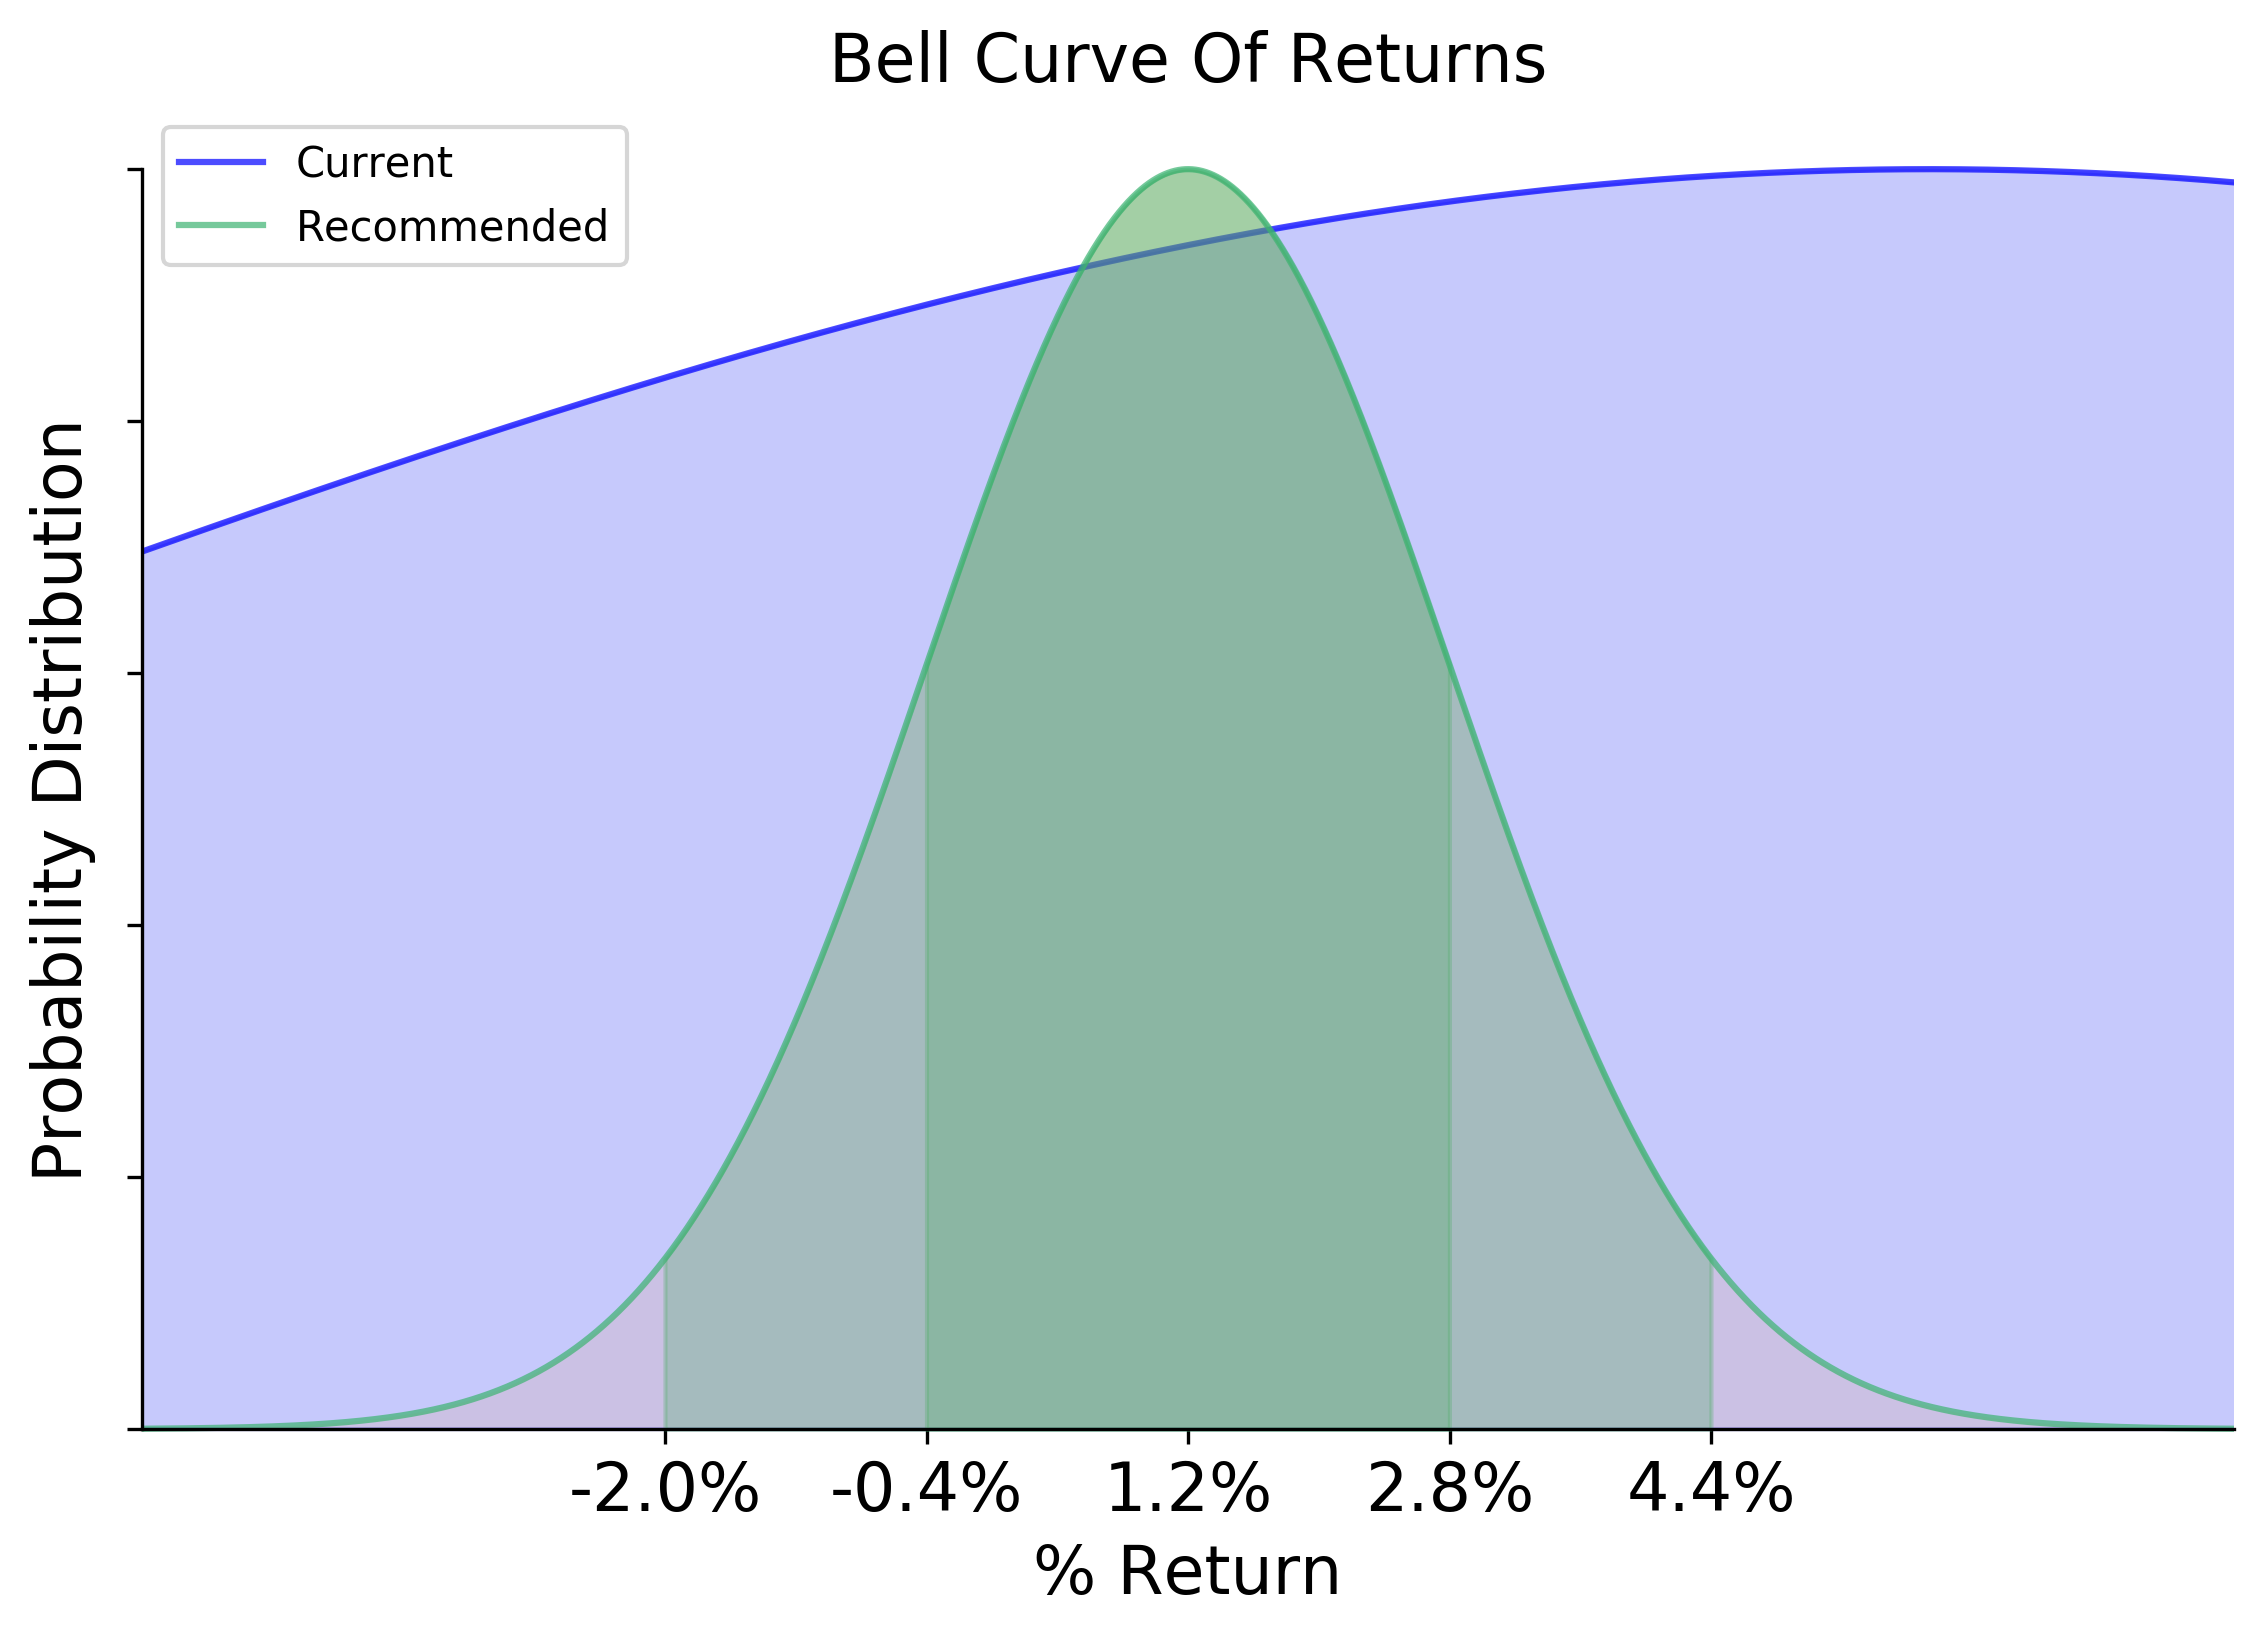 Bell Curve Of Returns
Current
Recommended
Probability Distribution
-2.0% -0.4% 1.2% 2.8% 4.4%
% Return